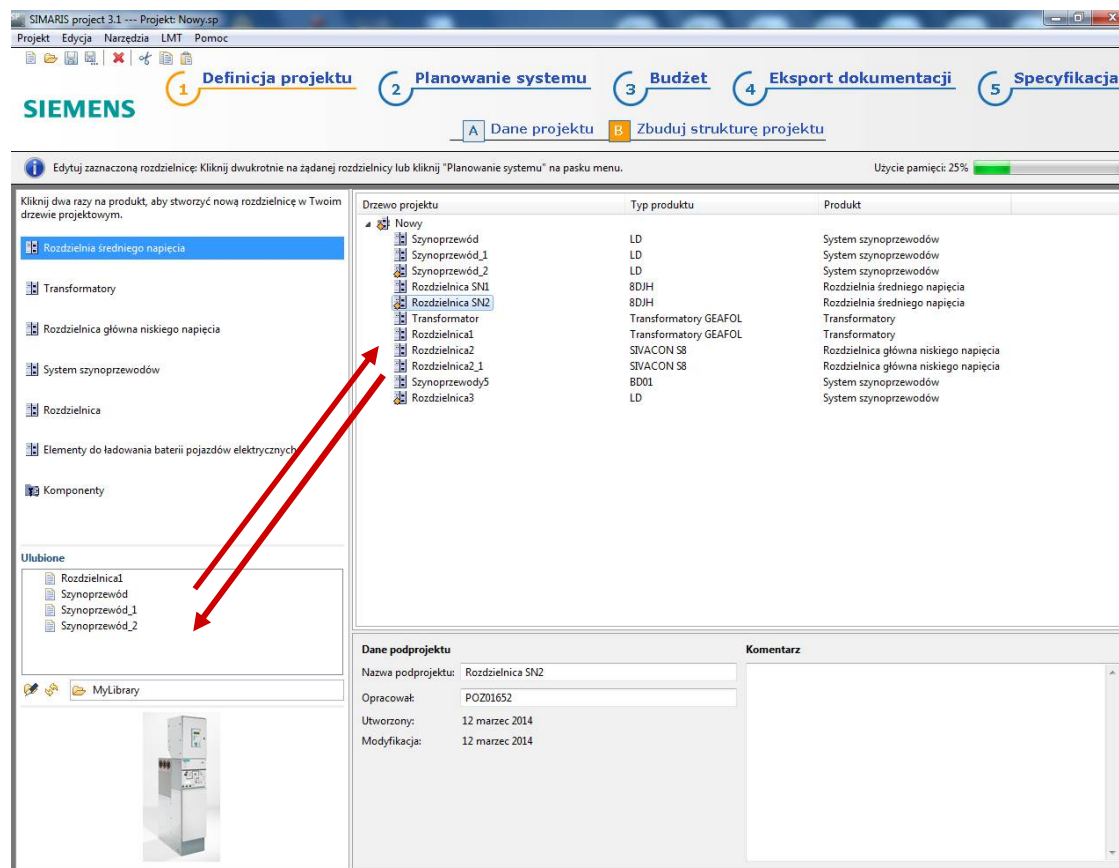 SIMARIS project 3.1 --- Projekt: Nowy.sp
Projekt Edycja Narzędzia LMT Pomoc
SIEMENS
1 Definicja projektu 2 Planowanie systemu 3 Budżet 4 Eksport dokumentacji 5 Specyfikacja
A Dane projektu B Zbuduj strukturę projektu
Edytuj zaznaczoną rozdzielnicę: Kliknij dwukrotnie na żądanej rozdzielnicy lub kliknij "Planowanie systemu" na pasku menu. Użycie pamięci: 25%
Kliknij dwa razy na produkt, aby stworzyć nową rozdzielnicę w Twoim
drzewie projektowym.
Rozdzielnia średniego napięcia
Transformatory
Rozdzielnica główna niskiego napięcia
System szynoprzewodów
Rozdzielnica
Elementy do ładowania baterii pojazdów elektrycznych
Komponenty
Ulubione
Rozdzielnica1
Szynoprzewód
Szynoprzewód_1
Szynoprzewód_2
MyLibrary
Drzewo projektu Typ produktu Produkt
Nowy
Szynoprzewód LD System szynoprzewodów
Szynoprzewód_1 LD System szynoprzewodów
Szynoprzewód_2 LD System szynoprzewodów
Rozdzielnica SN1 8DJH Rozdzielnia średniego napięcia
Rozdzielnica SN2 8DJH Rozdzielnia średniego napięcia
Transformator Transformatory GEAFOL Transformatory
Rozdzielnica1 Transformatory GEAFOL Transformatory
Rozdzielnica2 SIVACON S8 Rozdzielnica główna niskiego napięcia
Rozdzielnica2_1 SIVACON S8 Rozdzielnica główna niskiego napięcia
Szynoprzewody5 BD01 System szynoprzewodów
Rozdzielnica3 LD System szynoprzewodów
Dane podprojektu Komentarz
Nazwa podprojektu: Rozdzielnica SN2
Opracował: POZ01652
Utworzony: 12 marzec 2014
Modyfikacja: 12 marzec 2014